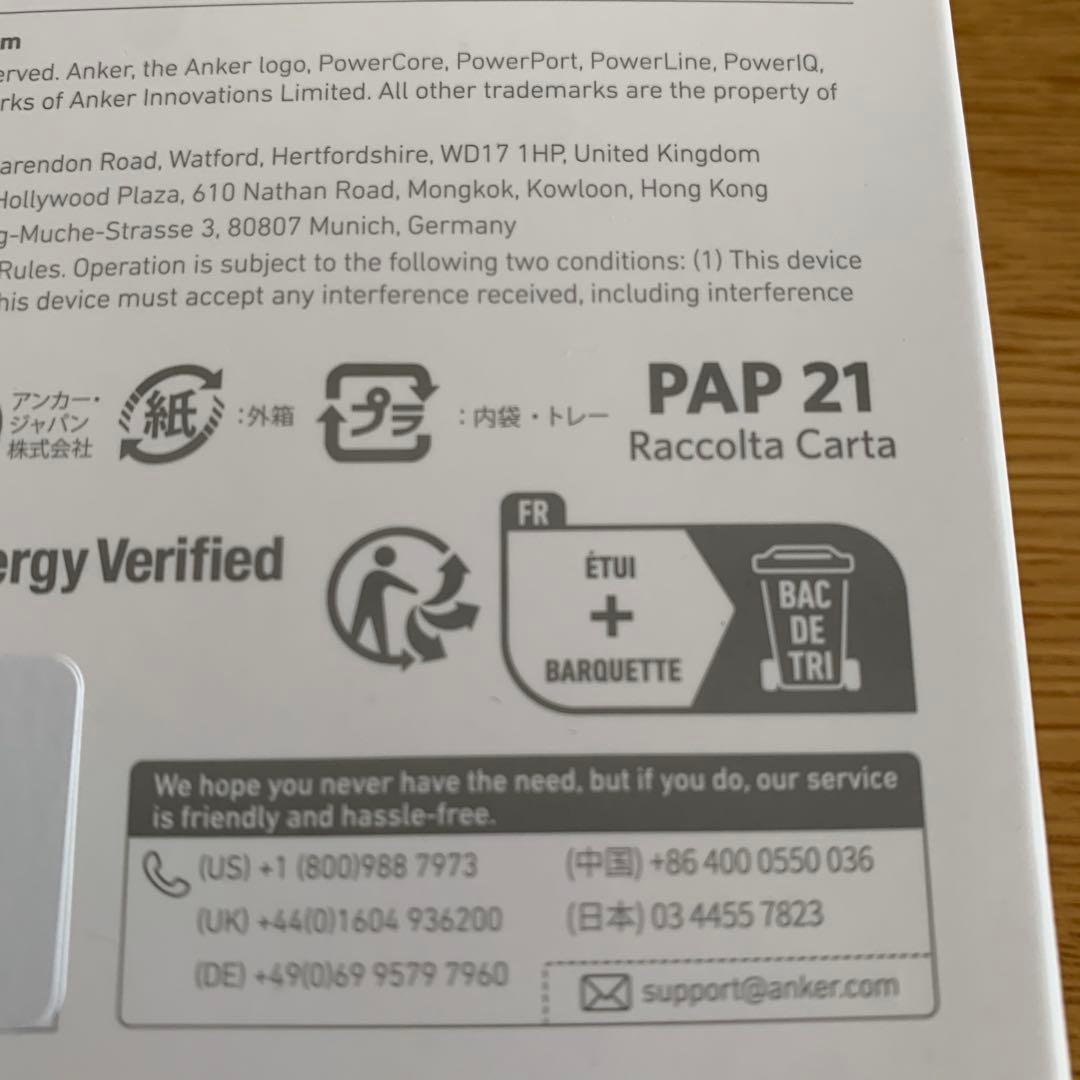 m
erved. Anker, the Anker logo, PowerCore, PowerPort, PowerLine, PowerIQ,
rks of Anker Innovations Limited. All other trademarks are the property of
arendon Road, Watford, Hertfordshire, WD17 1HP, United Kingdom
Hollywood Plaza, 610 Nathan Road, Mongkok, Kowloon, Hong Kong
g-Muche-Strasse 3, 80807 Munich, Germany
Rules. Operation is subject to the following two conditions: (1) This device
his device must accept any interference received, including interference
アンカー・
ジャパン
株式会社
紙 :外箱
プラ :内袋・トレー
PAP 21
Raccolta Carta
ergy Verified
FR
ÉTUI
+
BARQUETTE
BAC
DE
TRI
We hope you never have the need, but if you do, our service
is friendly and hassle-free.
(US) +1 (800)988 7973
(UK) +44(0)1604 936200
(DE) +49(0)69 9579 7960
(中国) +86 400 0550 036
(日本) 03 4455 7823
support@anker.com